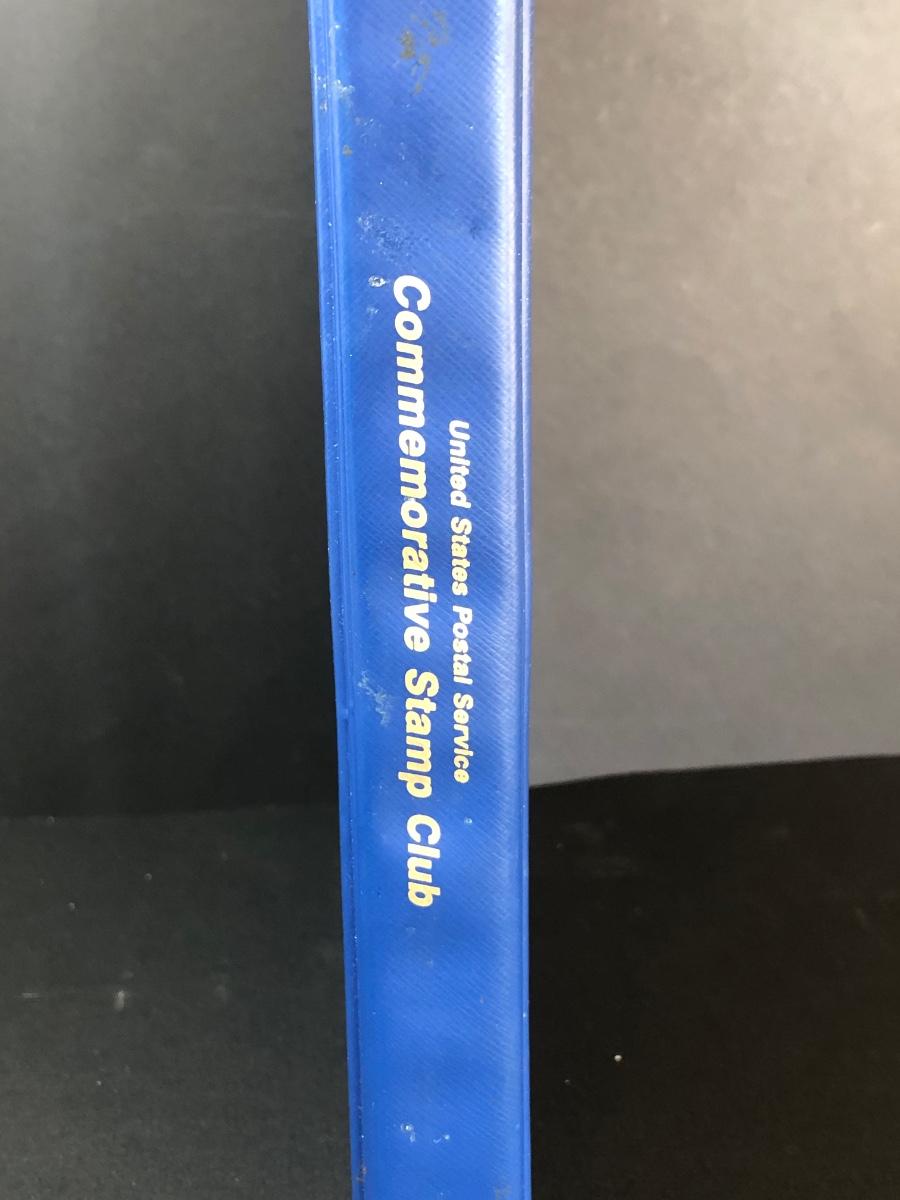 United States Postal Service
Commemorative Stamp Club